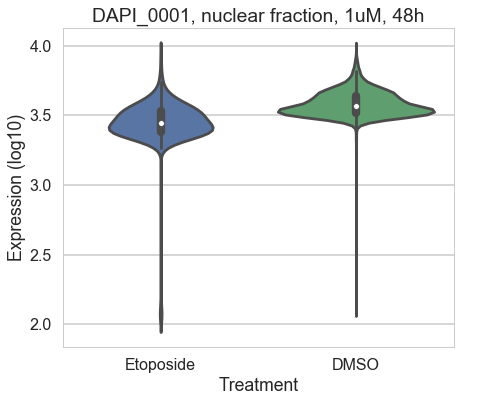 DAPI_0001, nuclear fraction, 1uM, 48h
Expression (log10)
4.0
3.5
3.0
2.5
2.0
Etoposide
DMSO
Treatment